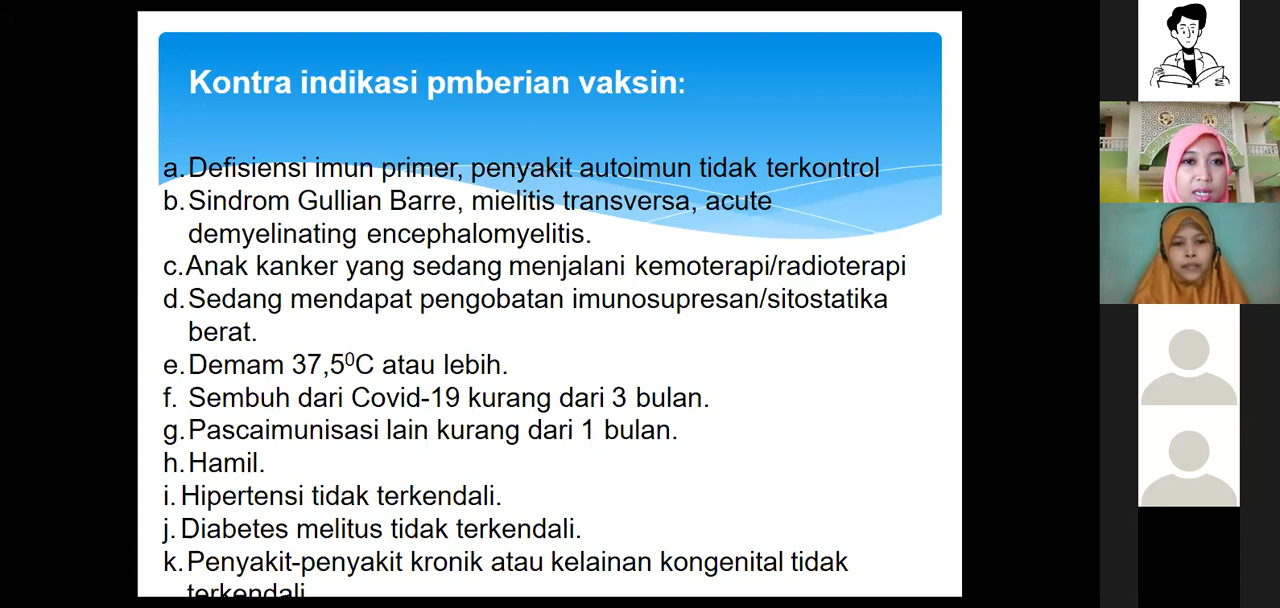 Kontra indikasi pmberian vaksin:
a. Defisiensi imun primer, penyakit autoimun tidak terkontrol
b. Sindrom Gullian Barre, mielitis transversa, acute
demyelinating encephalomyelitis.
c. Anak kanker yang sedang menjalani kemoterapi/radioterapi
d. Sedang mendapat pengobatan imunosupresan/sitostatika
berat.
e. Demam 37,5⁰C atau lebih.
f. Sembuh dari Covid-19 kurang dari 3 bulan.
g. Pascaimunisasi lain kurang dari 1 bulan.
h. Hamil.
i. Hipertensi tidak terkendali.
j. Diabetes melitus tidak terkendali.
k. Penyakit-penyakit kronik atau kelainan kongenital tidak
terkendali